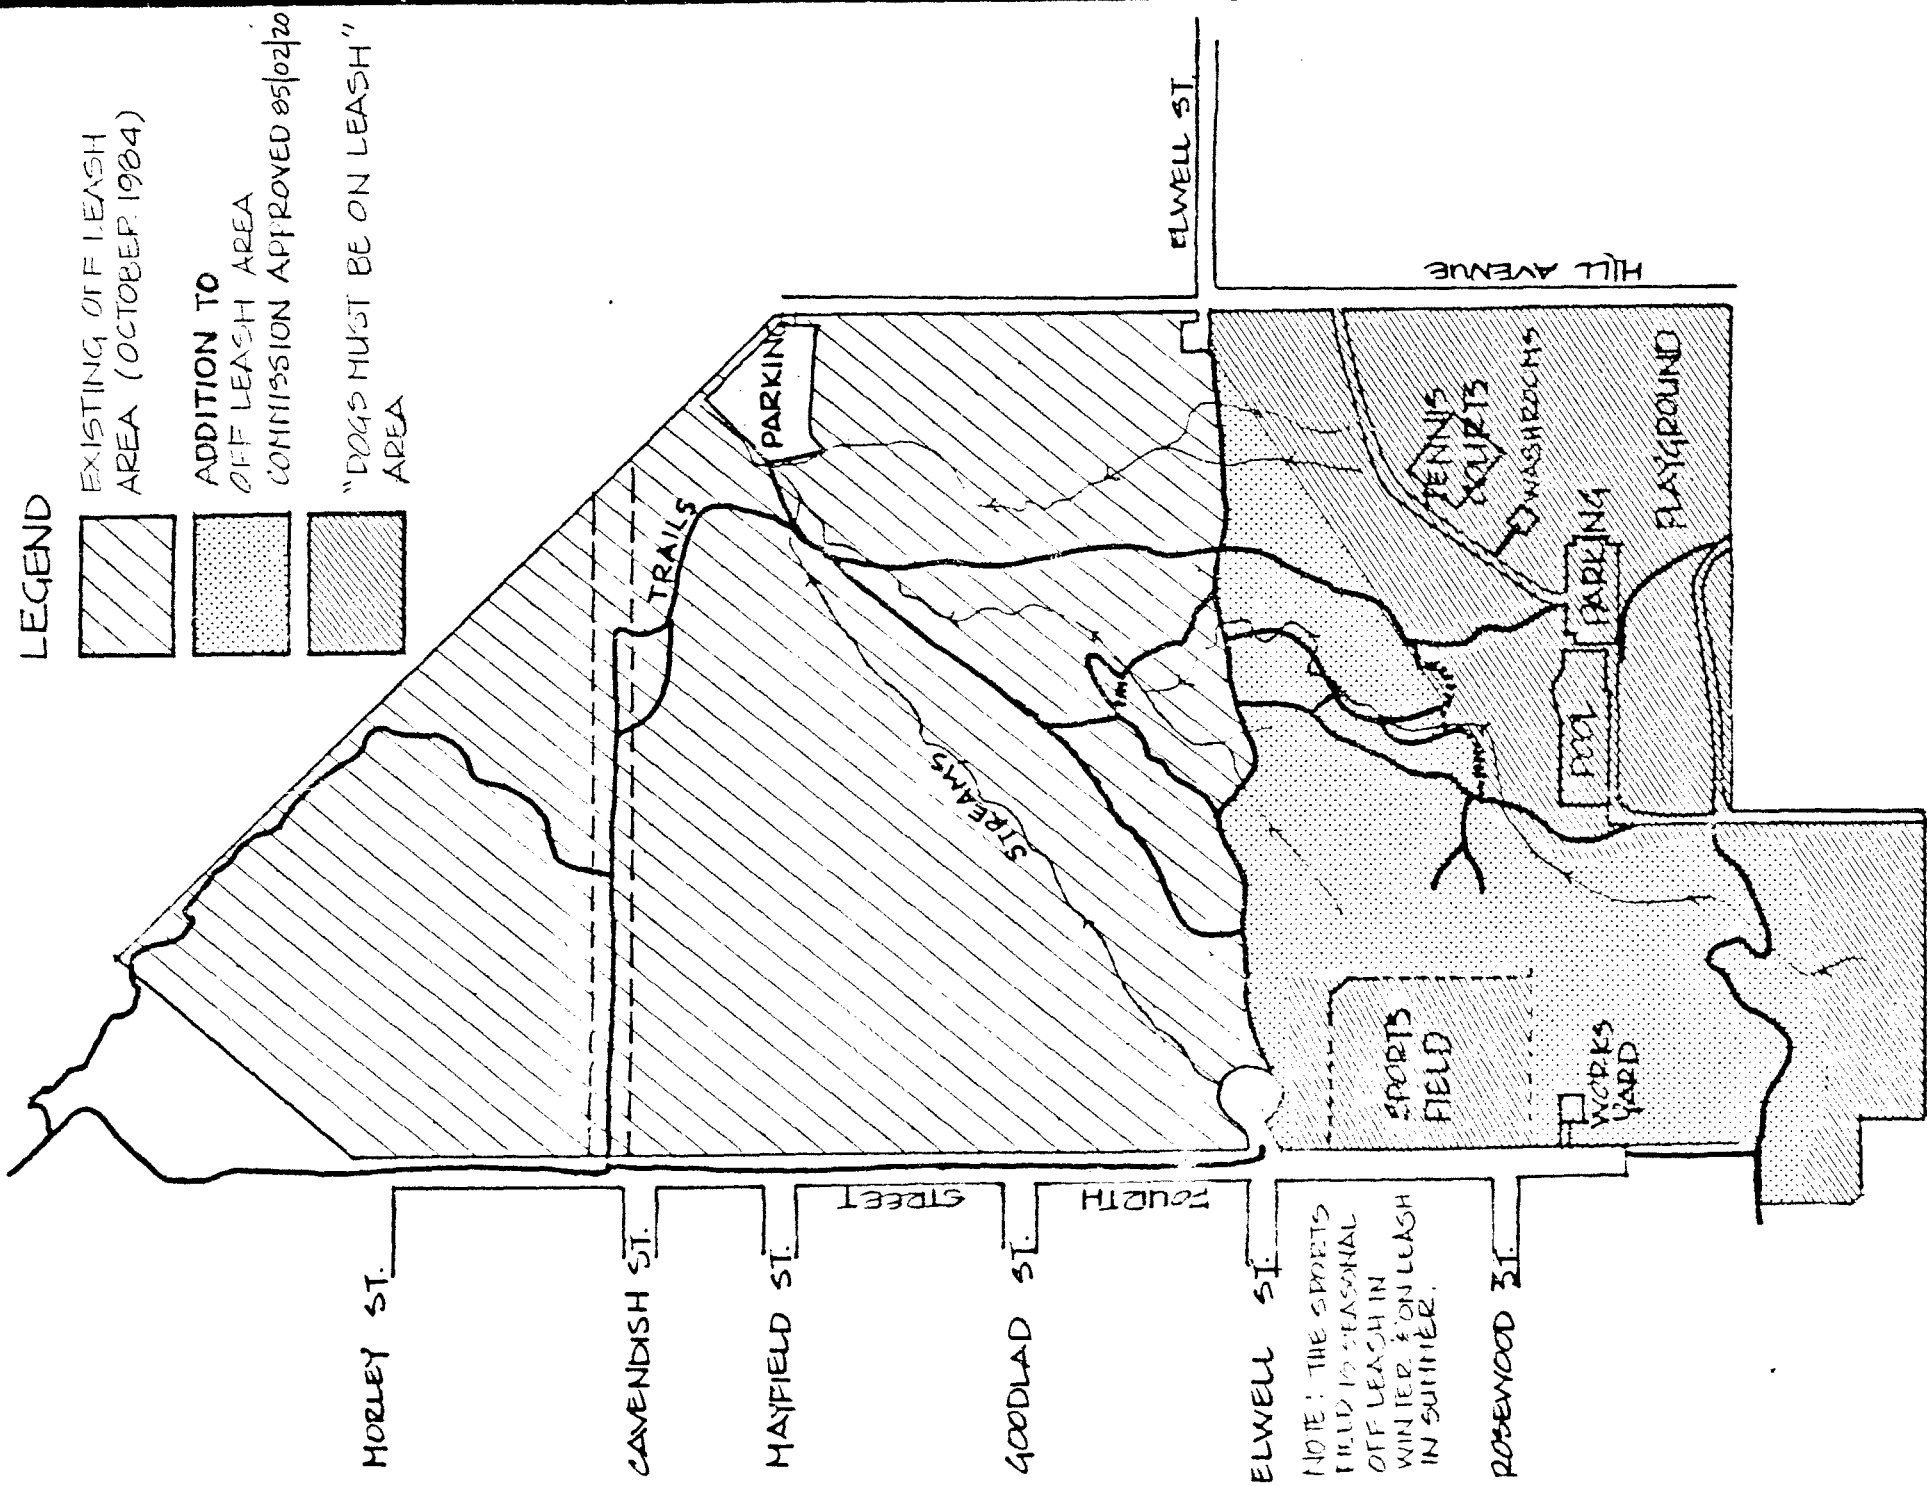 LEGEND
EXISTING OFF LEASH
AREA (OCTOBER 1984)
ADDITION TO
OFF LEASH AREA
COMMISSION APPROVED 85/02/20
"DOGS MUST BE ON LEASH"
AREA
MORLEY ST.
CAVENDISH ST.
MAYFIELD ST.
GOODLAD ST.
ELWELL ST.
NOTE: THE SPORTS
FIELD IS SEASONAL
OFF LEASH IN
WINTER & ON LEASH
IN SUMMER.
ROSEWOOD ST.
FOURTH STREET
TRAILS
STREAMS
PARKING
ELWELL ST.
HILL AVENUE
TENNIS
COURTS
WASHROOMS
PARKING
POOL
PLAYGROUND
SPORTS
FIELD
WORKS
YARD